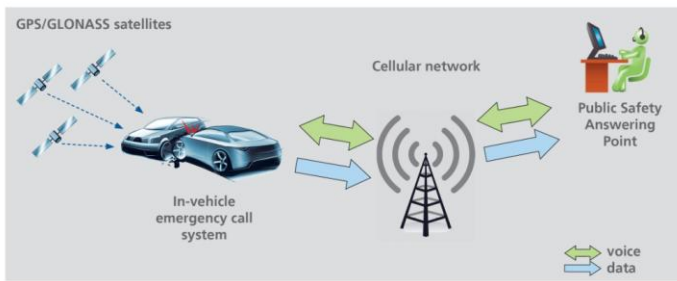 GPS/GLONASS satellites
Cellular network
Public Safety
Answering
Point
In-vehicle
emergency call
system
voice
data